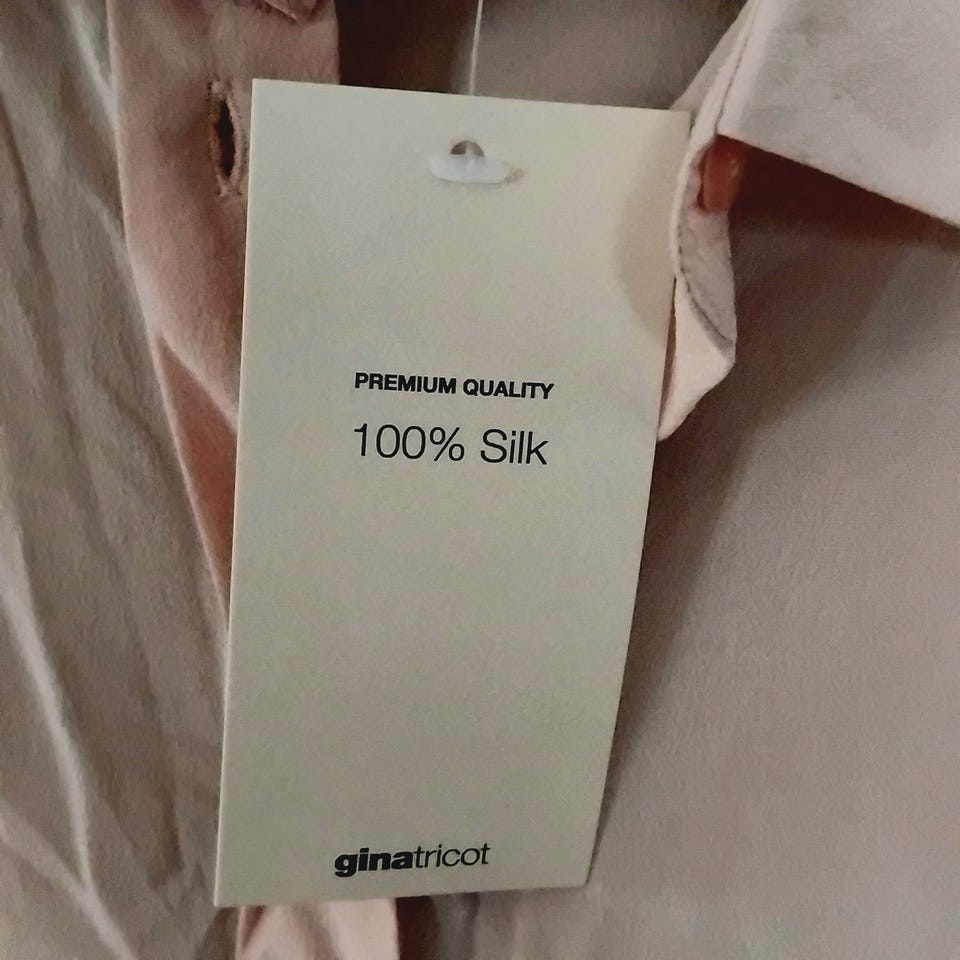 PREMIUM QUALITY
100% Silk
ginatricot